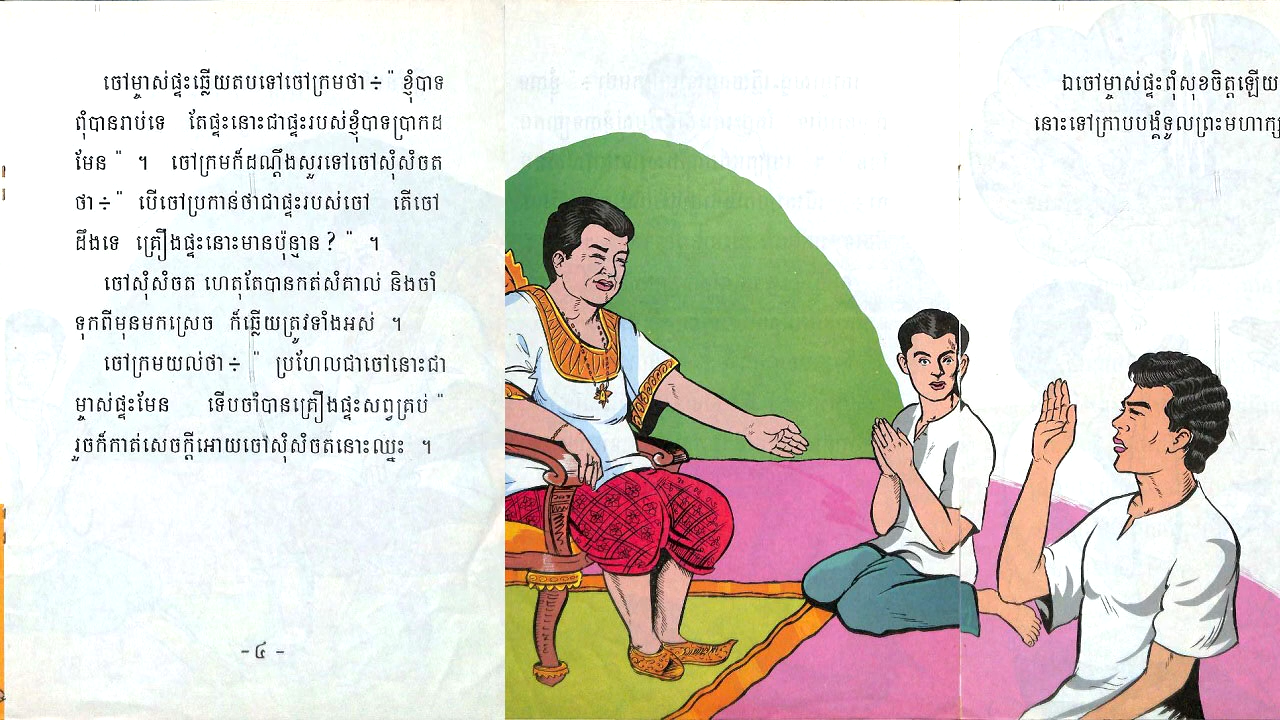 ចៅម្ចាស់ផ្ទះឆ្លើយតបទៅចៅក្រមថា ÷ " ខ្ញុំបាទ
ពុំបានរាប់ទេ តែផ្ទះនោះជាផ្ទះរបស់ខ្ញុំបាទប្រាកដ
មែន " ។ ចៅក្រមក៏ដណ្ដឹងសួរទៅចៅសុំសំចត
ថា ÷ " បើចៅប្រកាន់ថាជាផ្ទះរបស់ចៅ តើចៅ
ដឹងទេ គ្រឿងផ្ទះនោះមានប៉ុន្មាន ? " ។
ចៅសុំសំចត ហេតុតែបានកត់សំគាល់ និងចាំ
ទុកពីមុនមកស្រេច ក៏ឆ្លើយត្រូវទាំងអស់ ។
ចៅក្រមយល់ថា ÷ " ប្រហែលជាចៅនោះជា
ម្ចាស់ផ្ទះមែន ទើបចាំបានគ្រឿងផ្ទះសព្វគ្រប់ "
រួចក៏កាត់សេចក្ដីអោយចៅសុំសំចតនោះឈ្នះ ។
- ៤ -
ឯចៅម្ចាស់ផ្ទះពុំសុខចិត្តឡើយ
នោះទៅក្រាបបង្គំទូលព្រះមហាក្ស